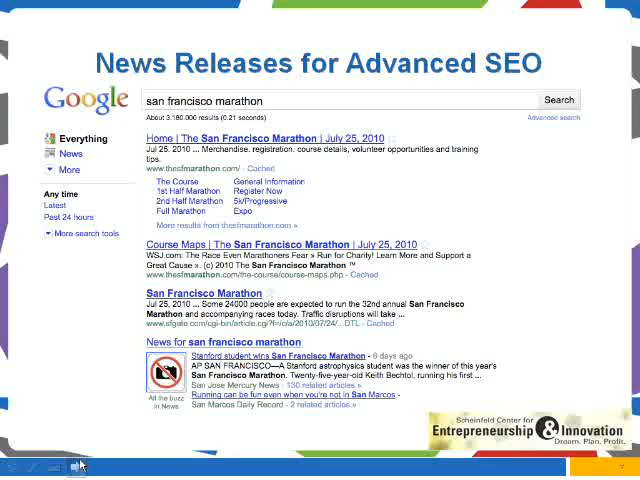 News Releases for Advanced SEO
Google
san francisco marathon
Search
About 3,180,000 results (0.21 seconds)
Advanced search
Everything
News
More
Any time
Latest
Past 24 hours
More search tools
Home | The San Francisco Marathon | July 25, 2010
Jul 25, 2010 ... Merchandise. registration. course details, volunteer opportunities and training
tips.
www.thesfmarathon.com/ - Cached
The Course General Information
1st Half Marathon Register Now
2nd Half Marathon 5k/Progressive
Full Marathon Expo
More results from thesfmarathon.com »
Course Maps | The San Francisco Marathon | July 25, 2010
WSJ.com: The Races Even Marathoners Fear » Run for Charity! Learn More and Support a
Great Cause ». (c) 2010 The San Francisco Marathon ™
www.thesfmarathon.com/the-course/course-maps.php - Cached
San Francisco Marathon
Jul 25, 2010 ... Some 24000 people are expected to run the 32nd annual San Francisco
Marathon and accompanying races today. Traffic disruptions will take ...
www.sfgate.com/cgi-bin/article.cgi?f=/c/a/2010/07/24/...DTL - Cached
News for san francisco marathon
Stanford student wins San Francisco Marathon - 6 days ago
AP SAN FRANCISCO—A Stanford astrophysics student was the winner of this year's
San Francisco Marathon. Twenty-five-year-old Keith Bechtol, running his first ...
San Jose Mercury News - 130 related articles »
All the buzz
in News
Running can be fun even when you're not in San Marcos -
San Marcos Daily Record - 2 related articles »
Scheinfeld Center for
Entrepreneurship & Innovation
Dream. Plan. Profit.